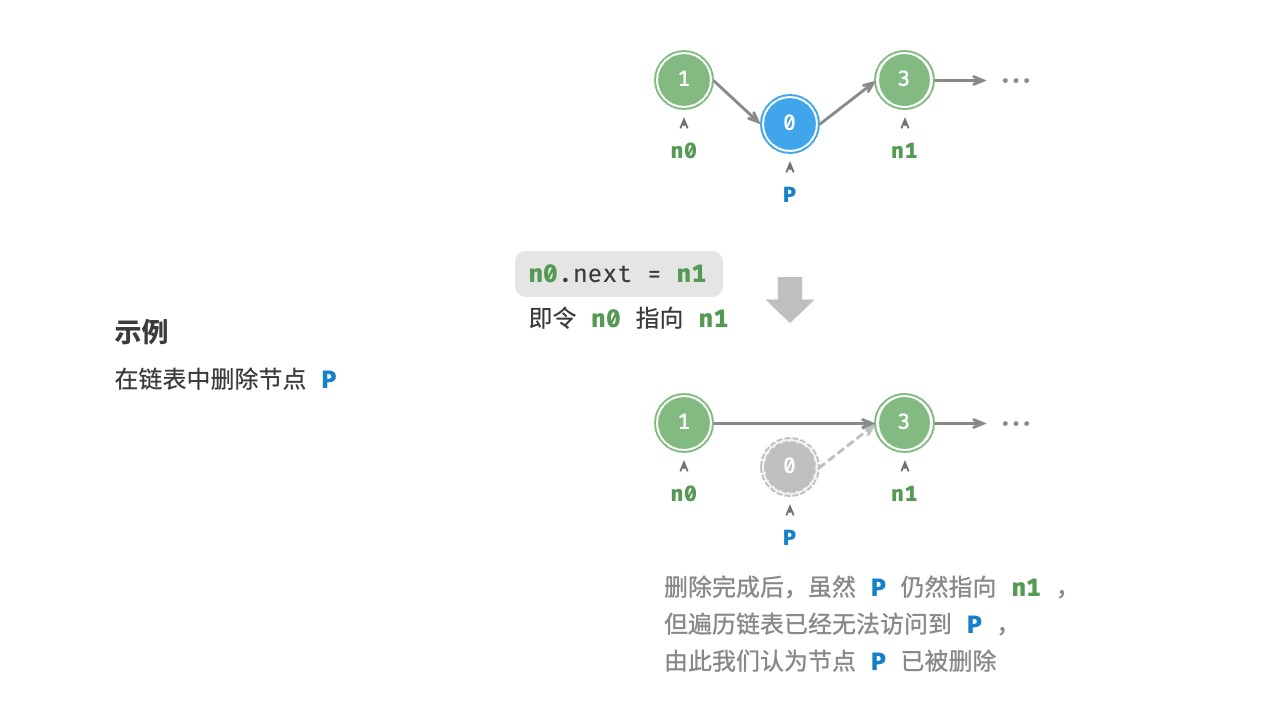 1
3
...
0
n0
n1
P
n0.next = n1
即令 n0 指向 n1
示例
在链表中删除节点 P
1
3
...
0
n0
n1
P
删除完成后，虽然 P 仍然指向 n1 ，
但遍历链表已经无法访问到 P ，
由此我们认为节点 P 已被删除